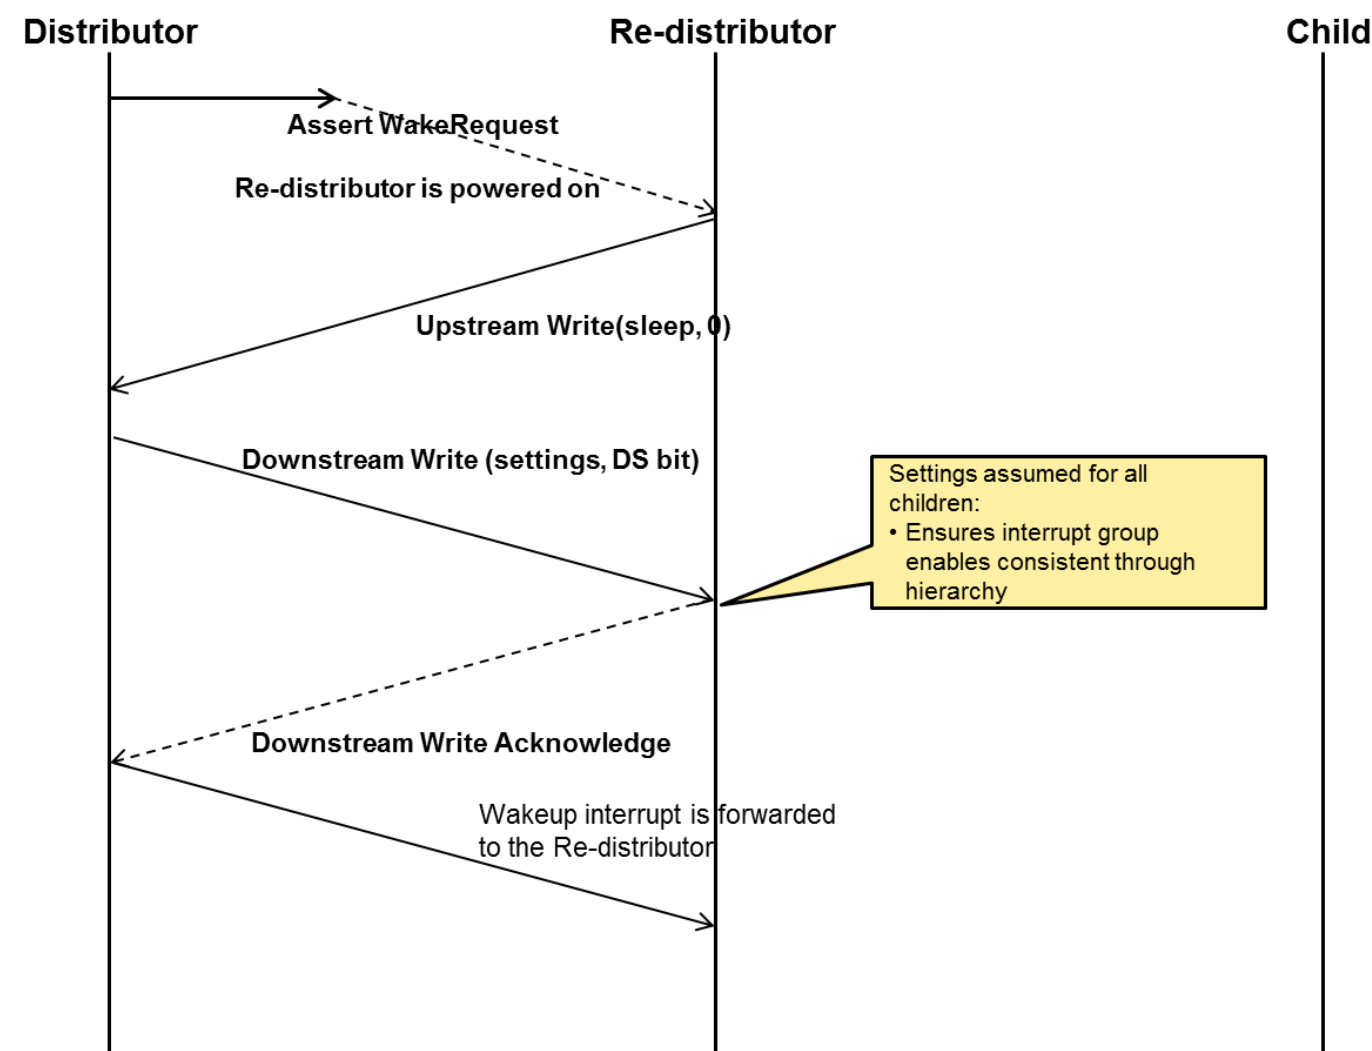 Distributor
Re-distributor
Child
Assert WakeRequest
Re-distributor is powered on
Upstream Write(sleep, 0)
Downstream Write (settings, DS bit)
Settings assumed for all
children:
• Ensures interrupt group
enables consistent through
hierarchy
Downstream Write Acknowledge
Wakeup interrupt is forwarded
to the Re-distributor